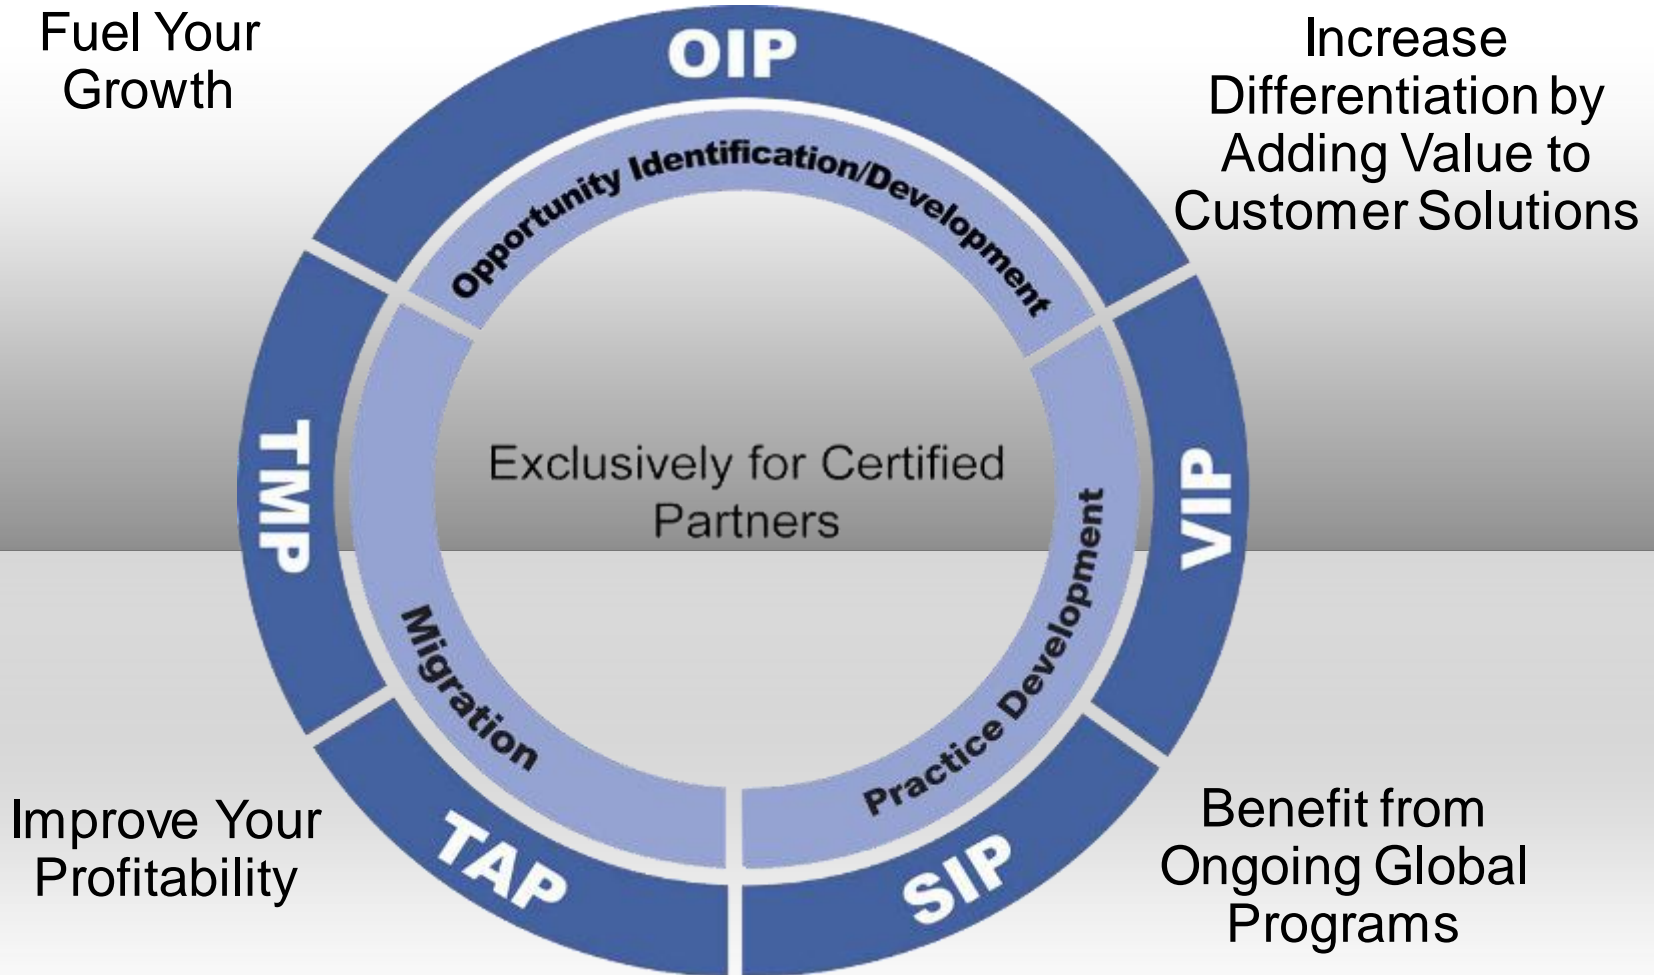 Fuel Your
Growth
OIP
Increase
Differentiation by
Adding Value to
Customer Solutions
Opportunity Identification/Development
TMP
Exclusively for Certified
Partners
VIP
Migration
Practice Development
Improve Your
Profitability
TAP
SIP
Benefit from
Ongoing Global
Programs